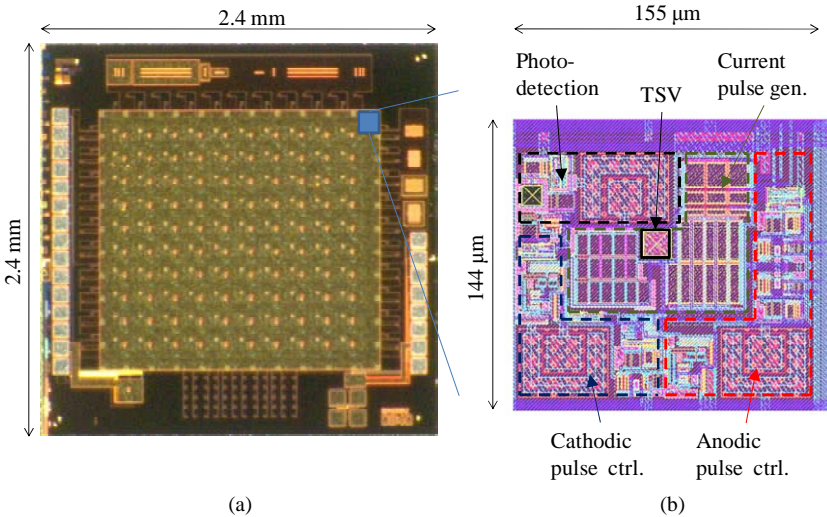 2.4 mm
2.4 mm
(a)
155 μm
144 μm
Photo-
detection
TSV
Current
pulse gen.
Cathodic
pulse ctrl.
Anodic
pulse ctrl.
(b)